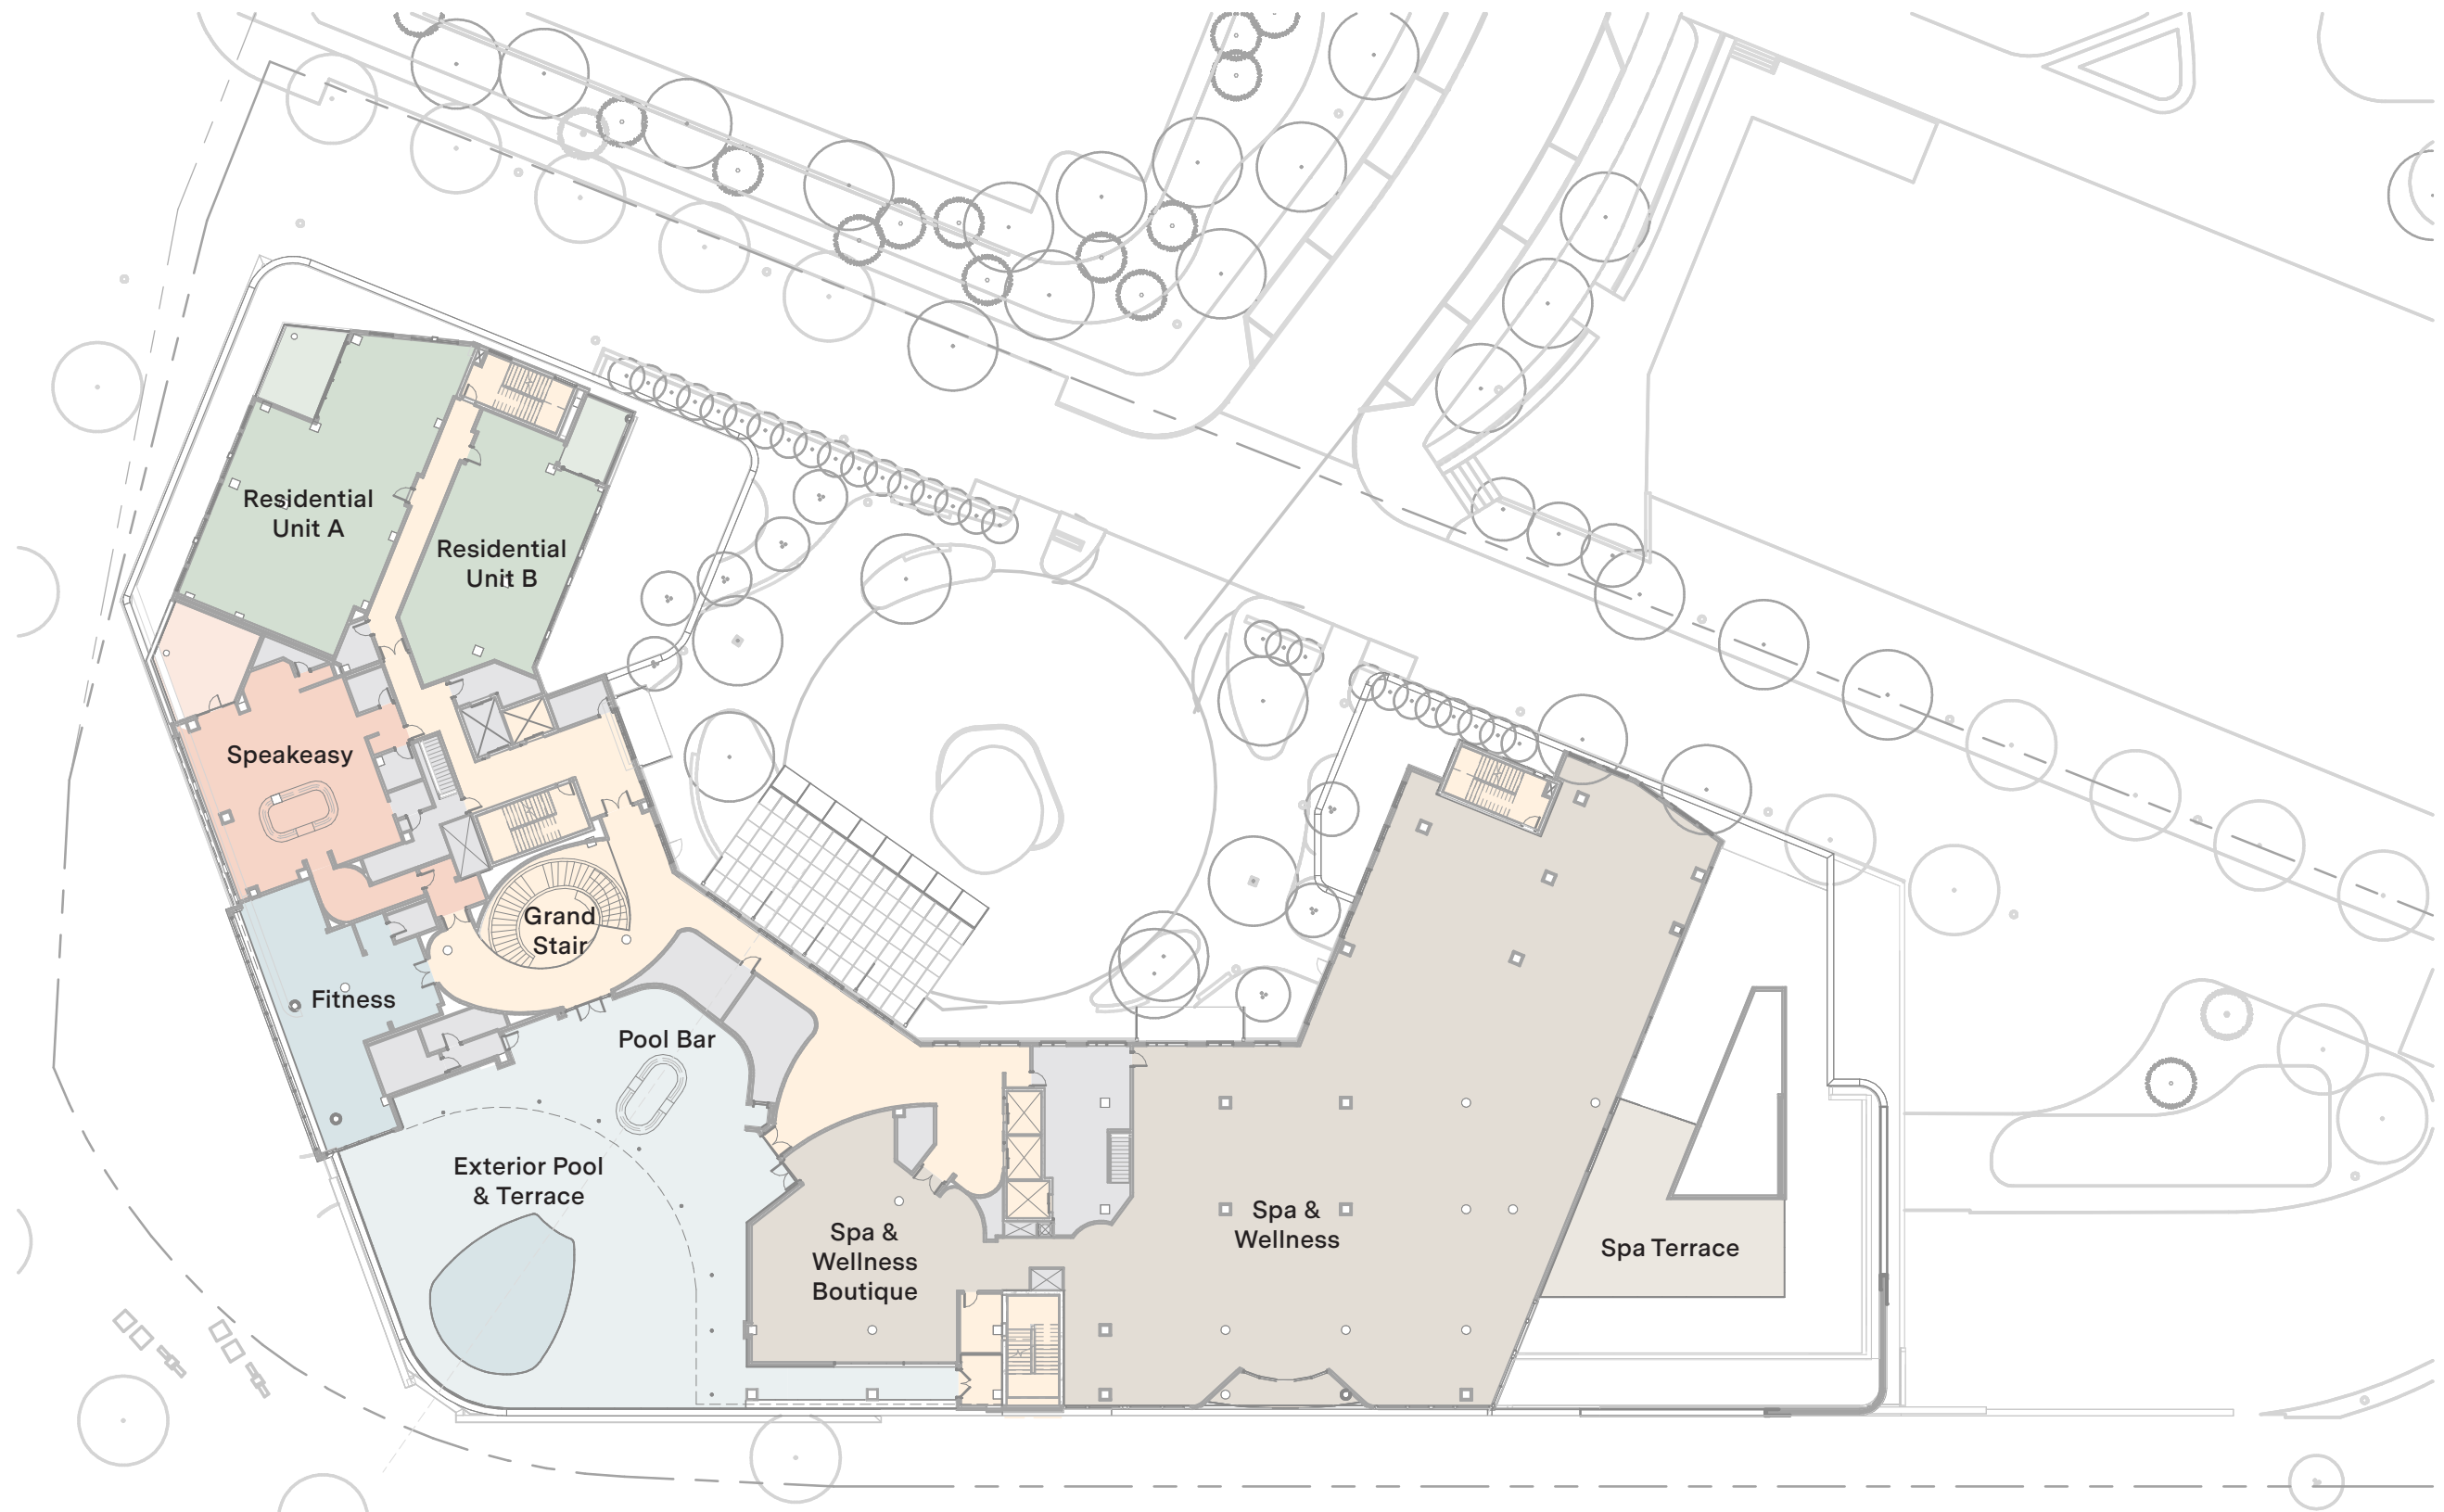 Residential
Unit A
Residential
Unit B
Speakeasy
Grand
Stair
Fitness
Pool Bar
Exterior Pool
& Terrace
Spa &
Wellness
Boutique
Spa &
Wellness
Spa Terrace